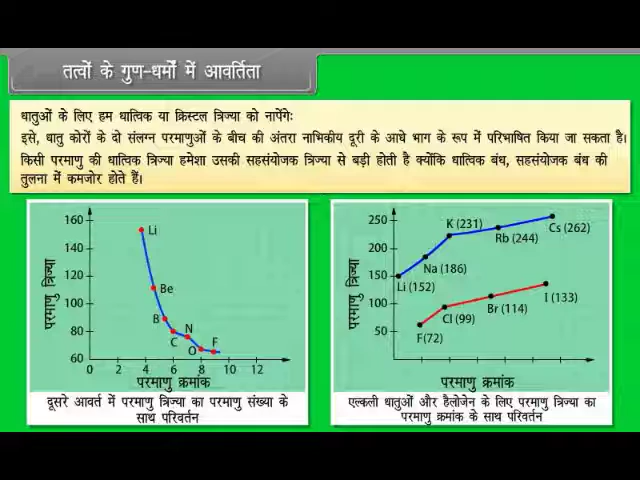 तत्वों के गुण-धर्मों में आवर्तिता
धातुओं के लिए हम धात्विक या क्रिस्टल त्रिज्या को नापेंगेः
इसे, धातु कोरों के दो संलग्न परमाणुओं के बीच की अंतरा नाभिकीय दूरी के आधे भाग के रूप में परिभाषित किया जा सकता है।
किसी परमाणु की धात्विक त्रिज्या हमेशा उसकी सहसंयोजक त्रिज्या से बड़ी होती है क्योंकि धात्विक बंध, सहसंयोजक बंध की
तुलना में कमजोर होते हैं।
परमाणु त्रिज्या
160
140
120
100
80
60
Li
Be
B
C
N
O
F
0 2 4 6 8 10 12
परमाणु क्रमांक
दूसरे आवर्त में परमाणु त्रिज्या का परमाणु संख्या के
साथ परिवर्तन
परमाणु त्रिज्या
250
200
150
100
50
K (231)
Rb (244)
Cs (262)
Na (186)
Li (152)
F(72)
Cl (99)
Br (114)
I (133)
परमाणु क्रमांक
एल्कली धातुओं और हैलोजेन के लिए परमाणु त्रिज्या का
परमाणु क्रमांक के साथ परिवर्तन